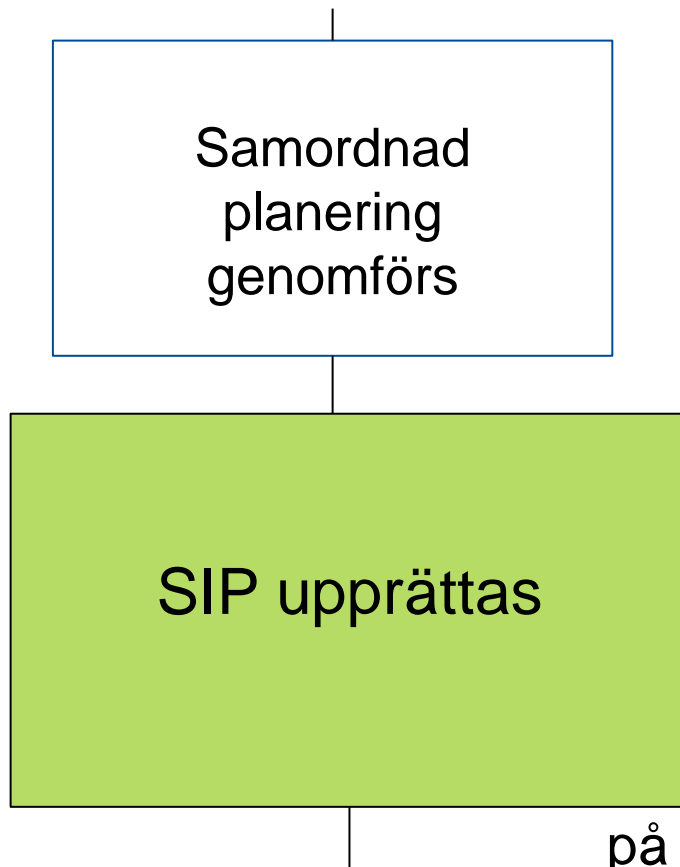 Samordnad
planering
genomförs
SIP upprättas
på